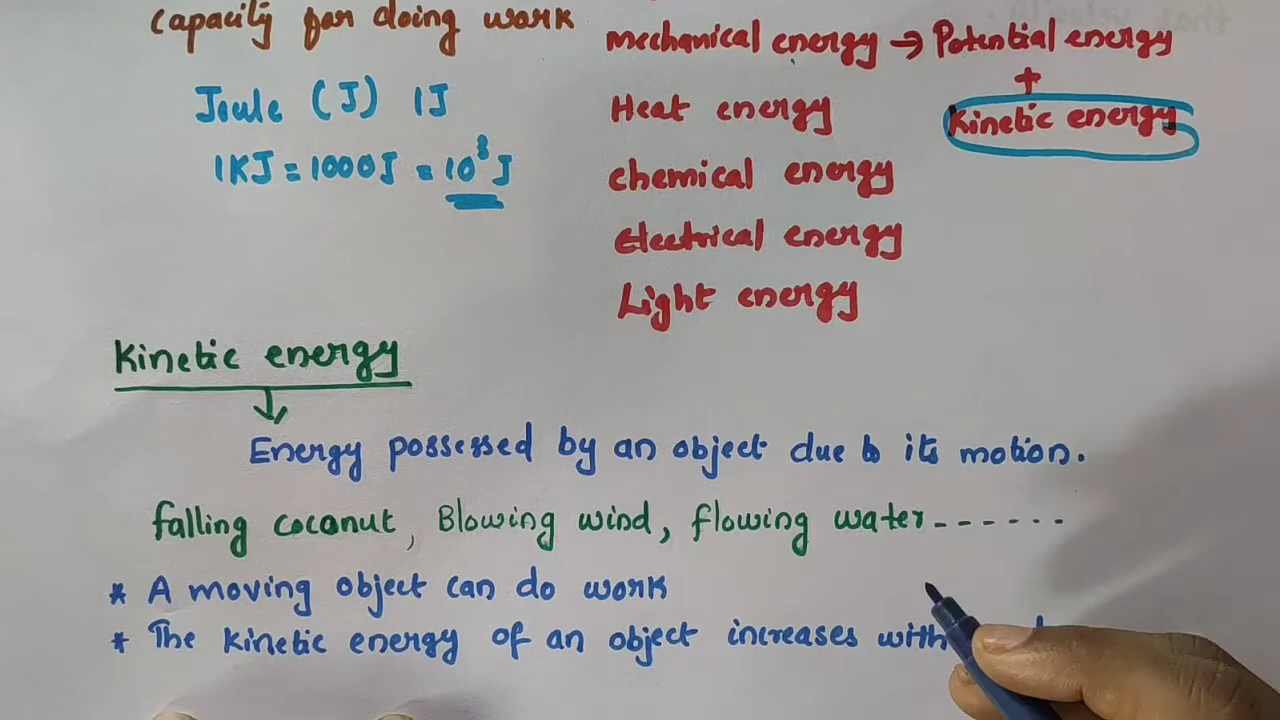 capacity for doing work
Joule (J) 1J
1KJ = 1000J = 10³J
mechanical energy → Potential energy
+
Kinetic energy
Heat energy
chemical energy
Electrical energy
Light energy
Kinetic energy
Energy possessed by an object due to its motion.
falling coconut, Blowing wind, flowing water------
* A moving object can do work
* The kinetic energy of an object increases with